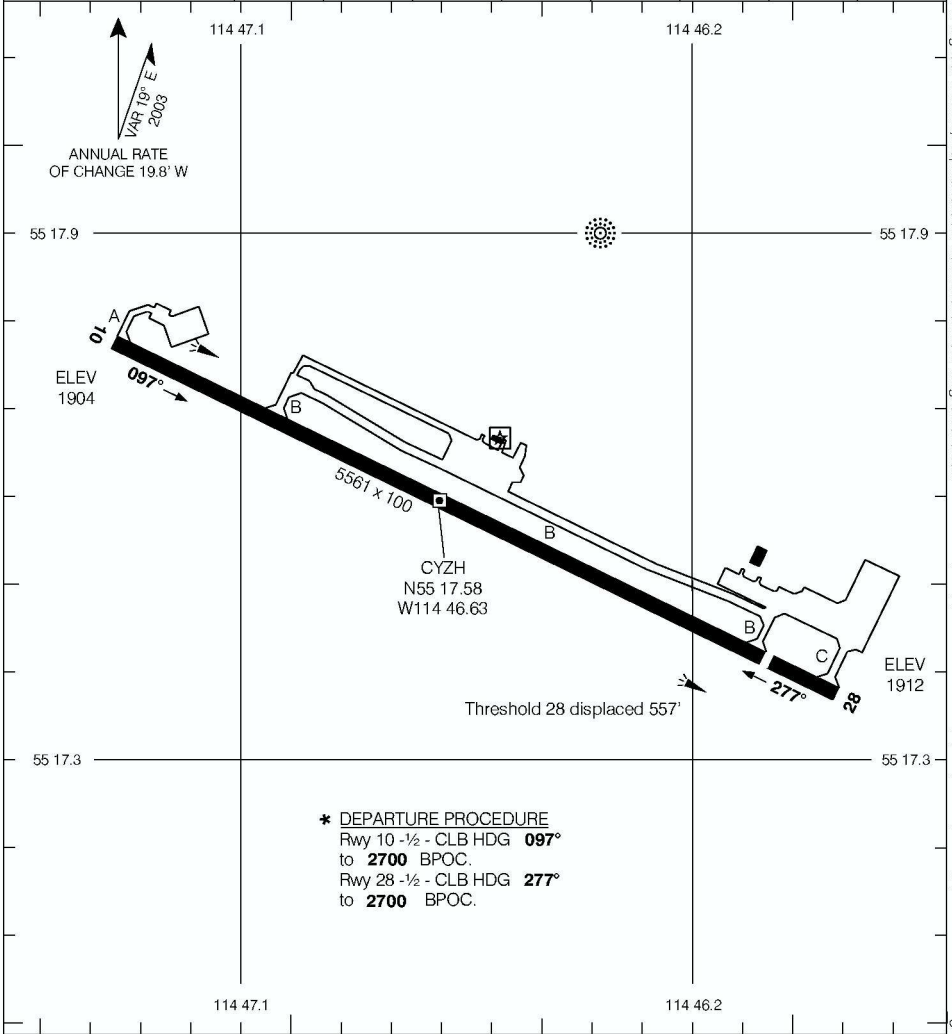 114 47.1
114 46.2
VAR 19° E
2003
ANNUAL RATE
OF CHANGE 19.8' W
55 17.9
55 17.9
A
10
ELEV
1904
097°
B
5561 x 100
B
CYZH
N55 17.58
W114 46.63
B
C
ELEV
1912
277°
28
Threshold 28 displaced 557'
55 17.3
55 17.3
* DEPARTURE PROCEDURE
Rwy 10 -½ - CLB HDG 097°
to 2700 BPOC.
Rwy 28 -½ - CLB HDG 277°
to 2700 BPOC.
114 47.1
114 46.2